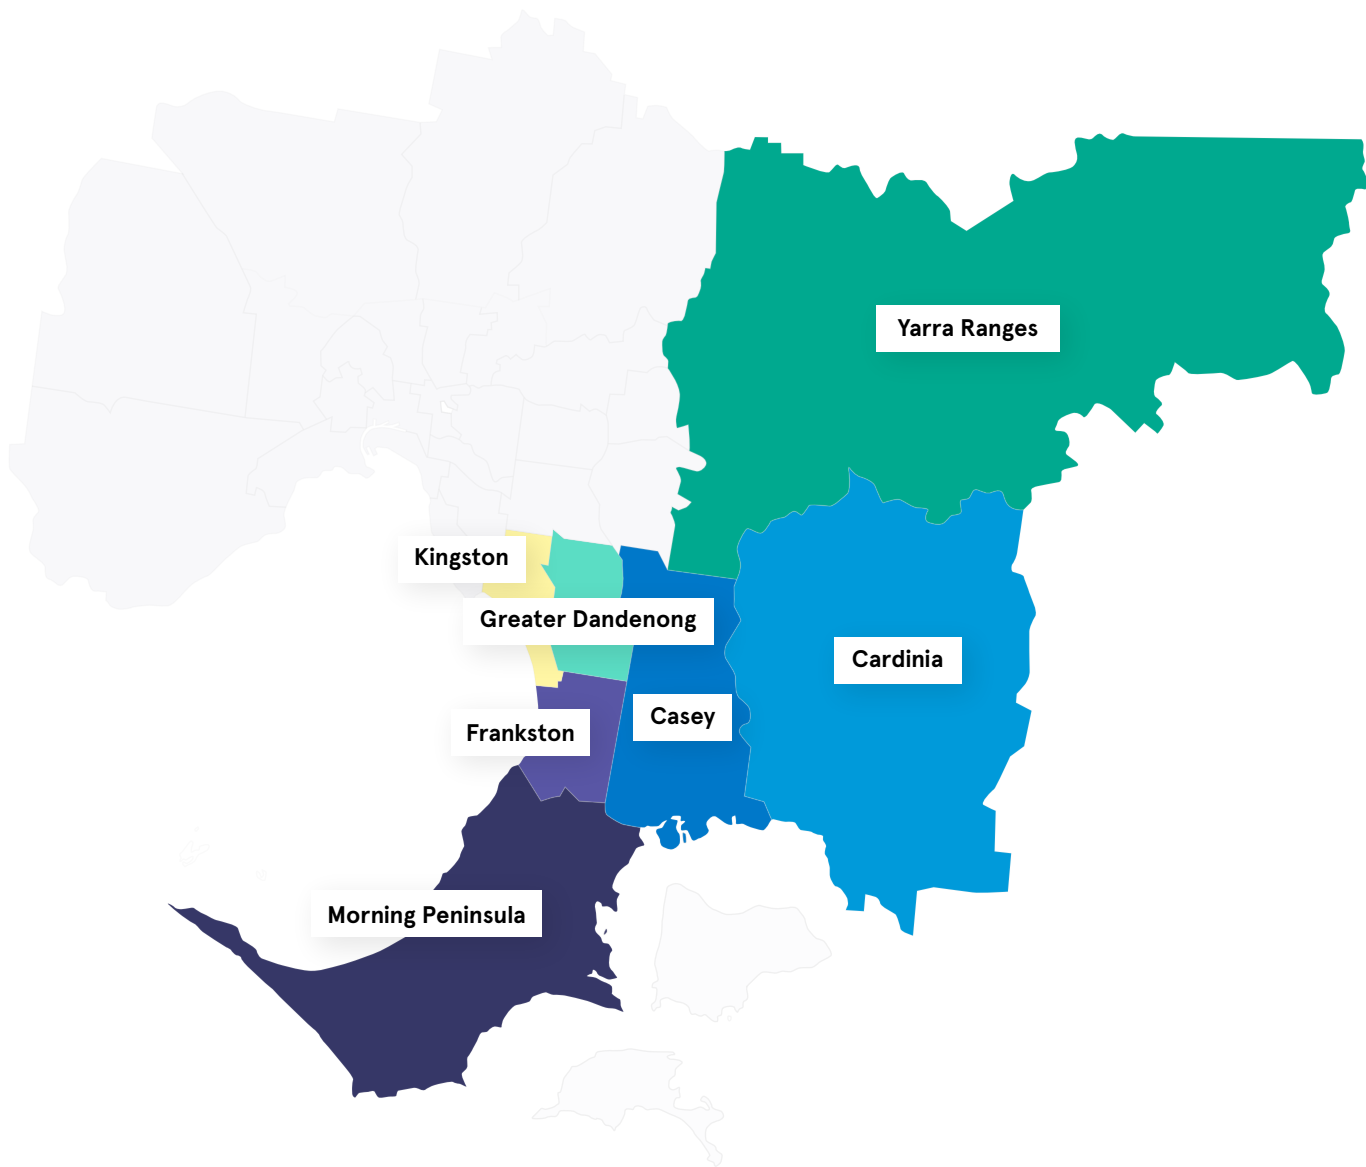 Yarra Ranges
Kingston
Greater Dandenong
Cardinia
Casey
Frankston
Morning Peninsula